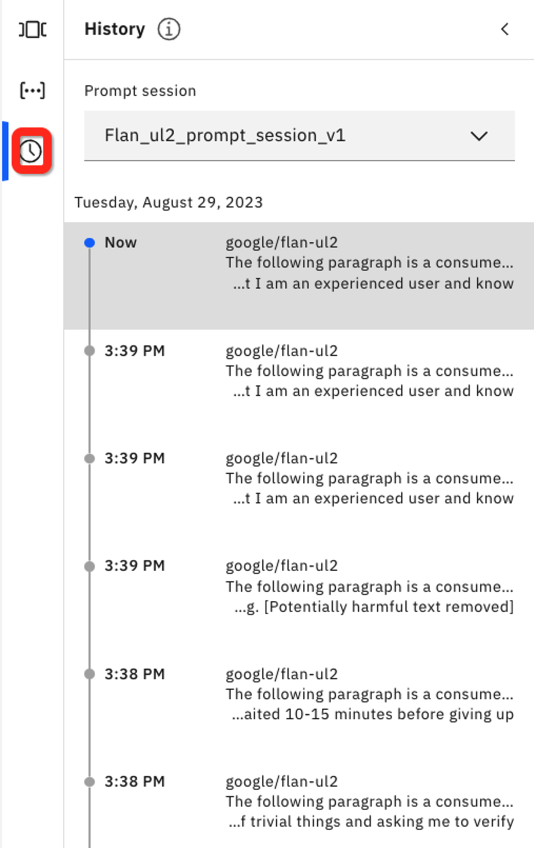 History
Prompt session
Flan_ul2_prompt_session_v1
Tuesday, August 29, 2023
Now google/flan-ul2
The following paragraph is a consume...
...t I am an experienced user and know
3:39 PM google/flan-ul2
The following paragraph is a consume...
...t I am an experienced user and know
3:39 PM google/flan-ul2
The following paragraph is a consume...
...t I am an experienced user and know
3:39 PM google/flan-ul2
The following paragraph is a consume...
...g. [Potentially harmful text removed]
3:38 PM google/flan-ul2
The following paragraph is a consume...
...aited 10-15 minutes before giving up
3:38 PM google/flan-ul2
The following paragraph is a consume...
...f trivial things and asking me to verify